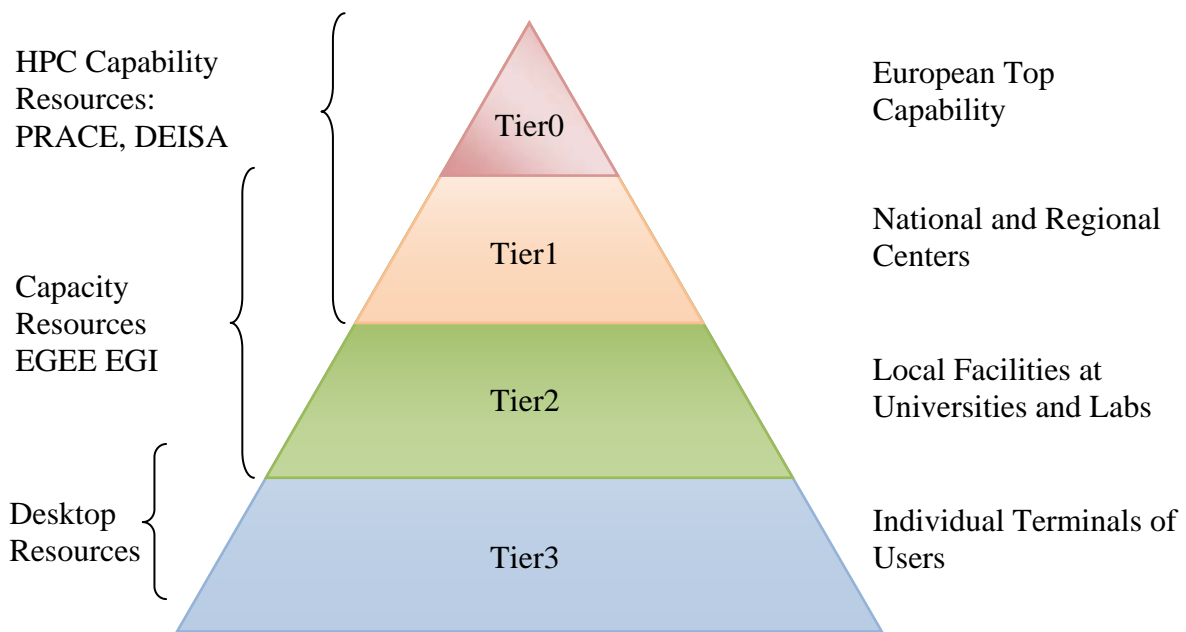 HPC Capability
Resources:
PRACE, DEISA
Capacity
Resources
EGEE EGI
Desktop
Resources
Tier0
Tier1
Tier2
Tier3
European Top
Capability
National and Regional
Centers
Local Facilities at
Universities and Labs
Individual Terminals of
Users